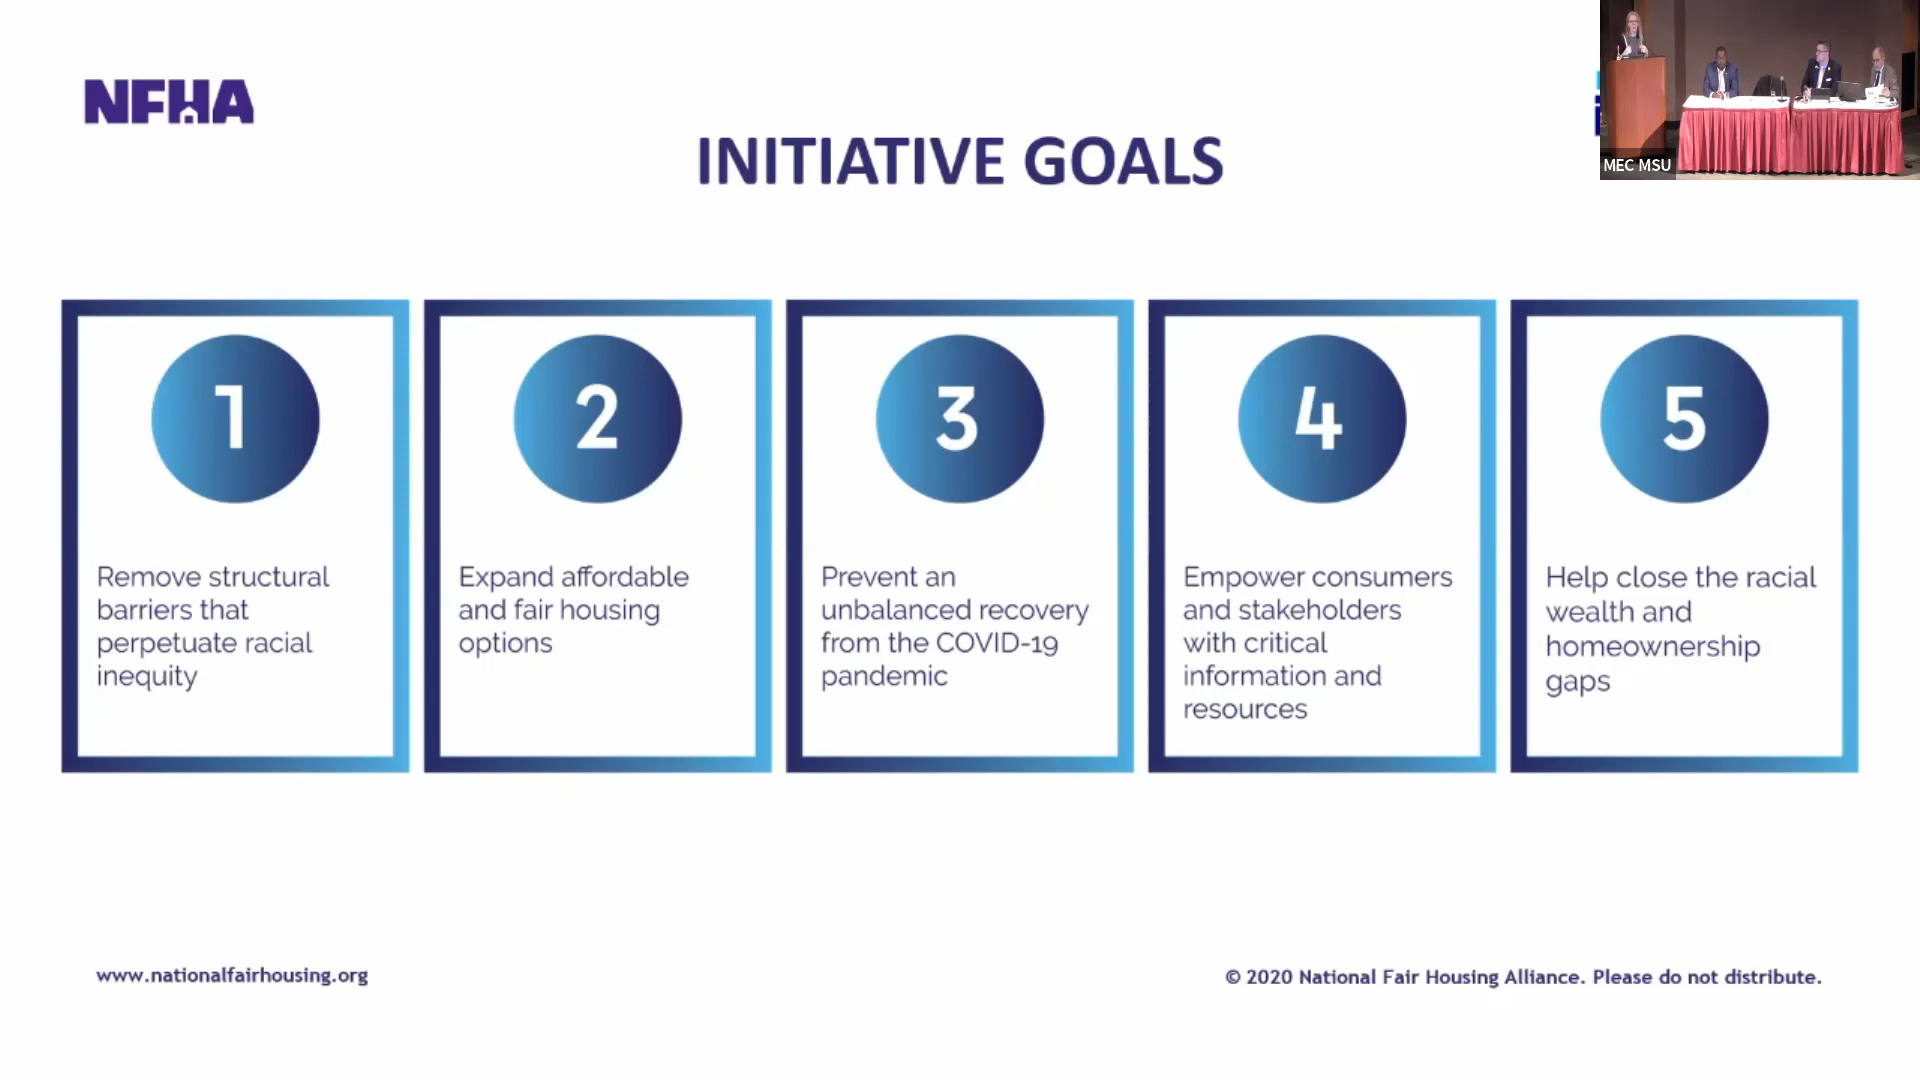 NFHA
INITIATIVE GOALS
MEC MSU
1
Remove structural
barriers that
perpetuate racial
inequity
2
Expand affordable
and fair housing
options
3
Prevent an
unbalanced recovery
from the COVID-19
pandemic
4
Empower consumers
and stakeholders
with critical
information and
resources
5
Help close the racial
wealth and
homeownership
gaps
www.nationalfairhousing.org
© 2020 National Fair Housing Alliance. Please do not distribute.